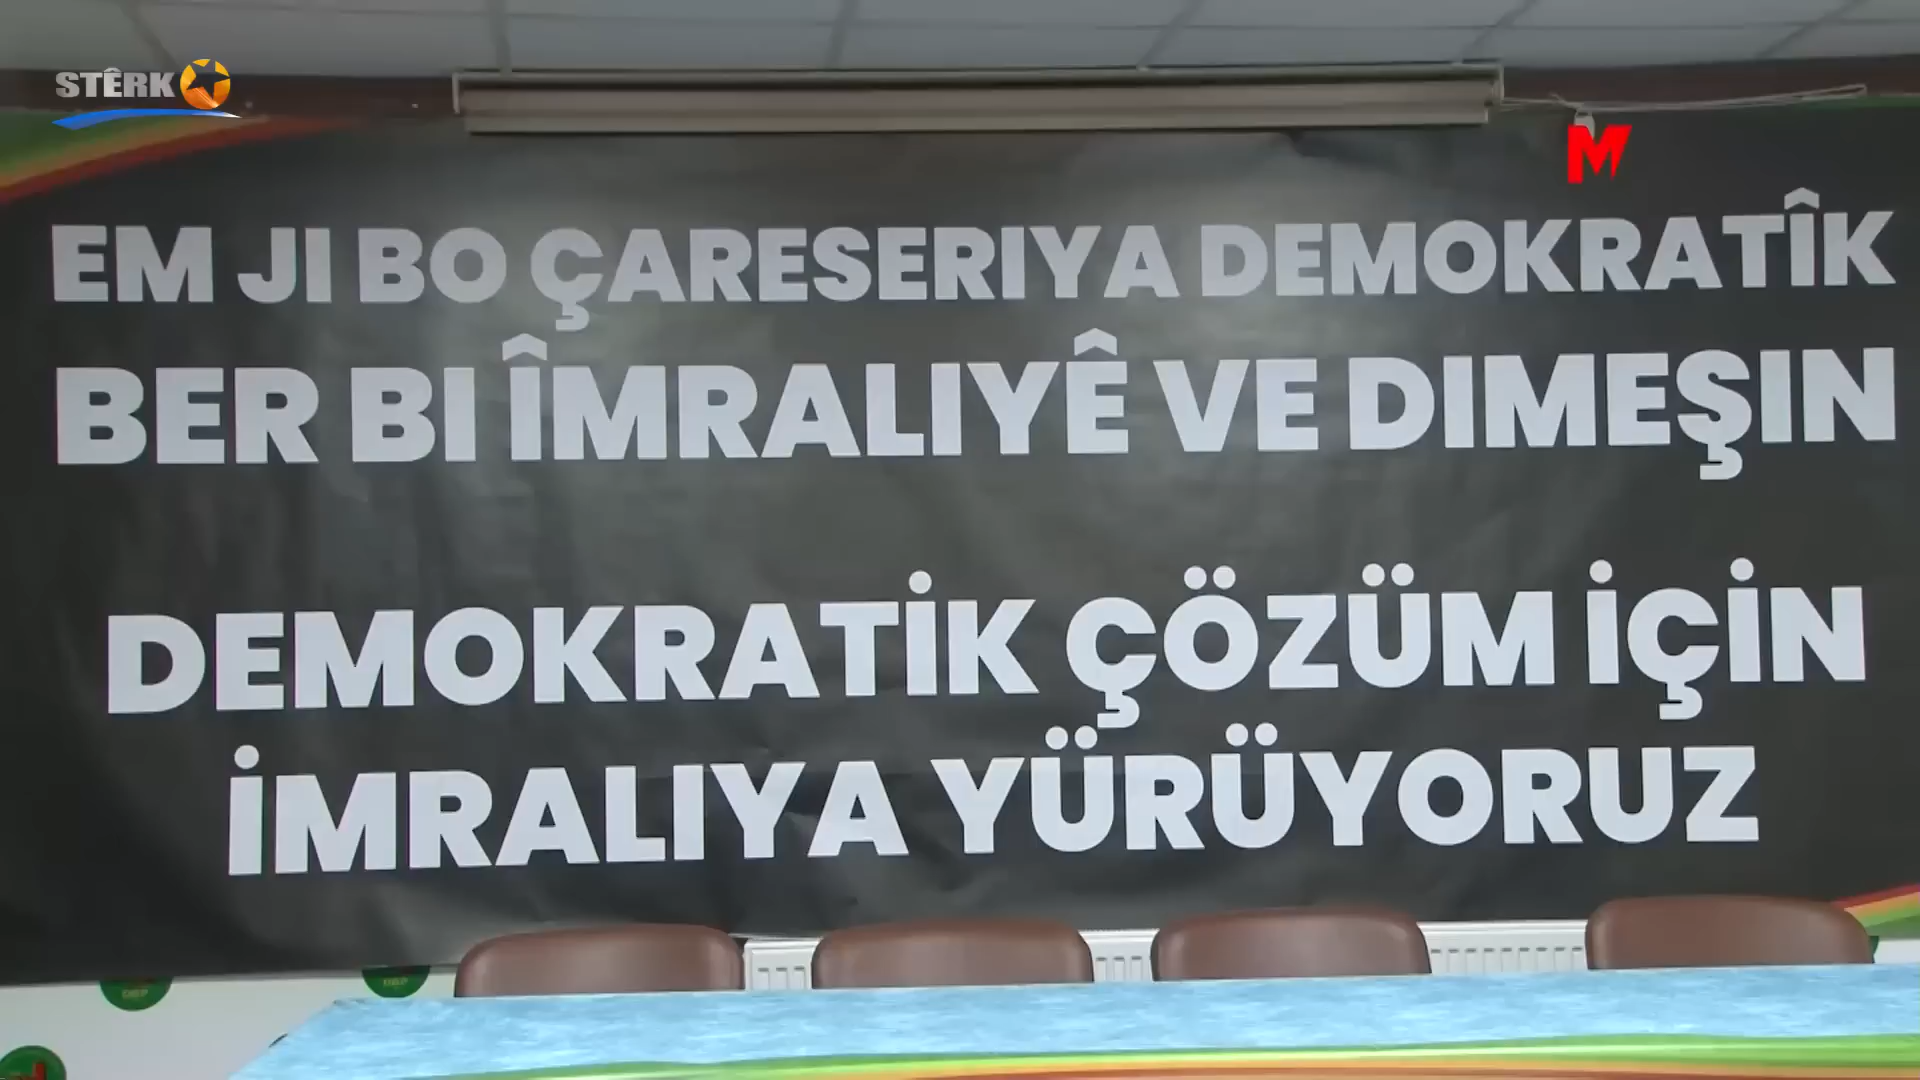 STÊRK
M
EM JI BO ÇARESERIYA DEMOKRATÎK
BER BI ÎMRALIYÊ VE DIMEŞIN
DEMOKRATİK ÇÖZÜM İÇİN
İMRALIYA YÜRÜYORUZ